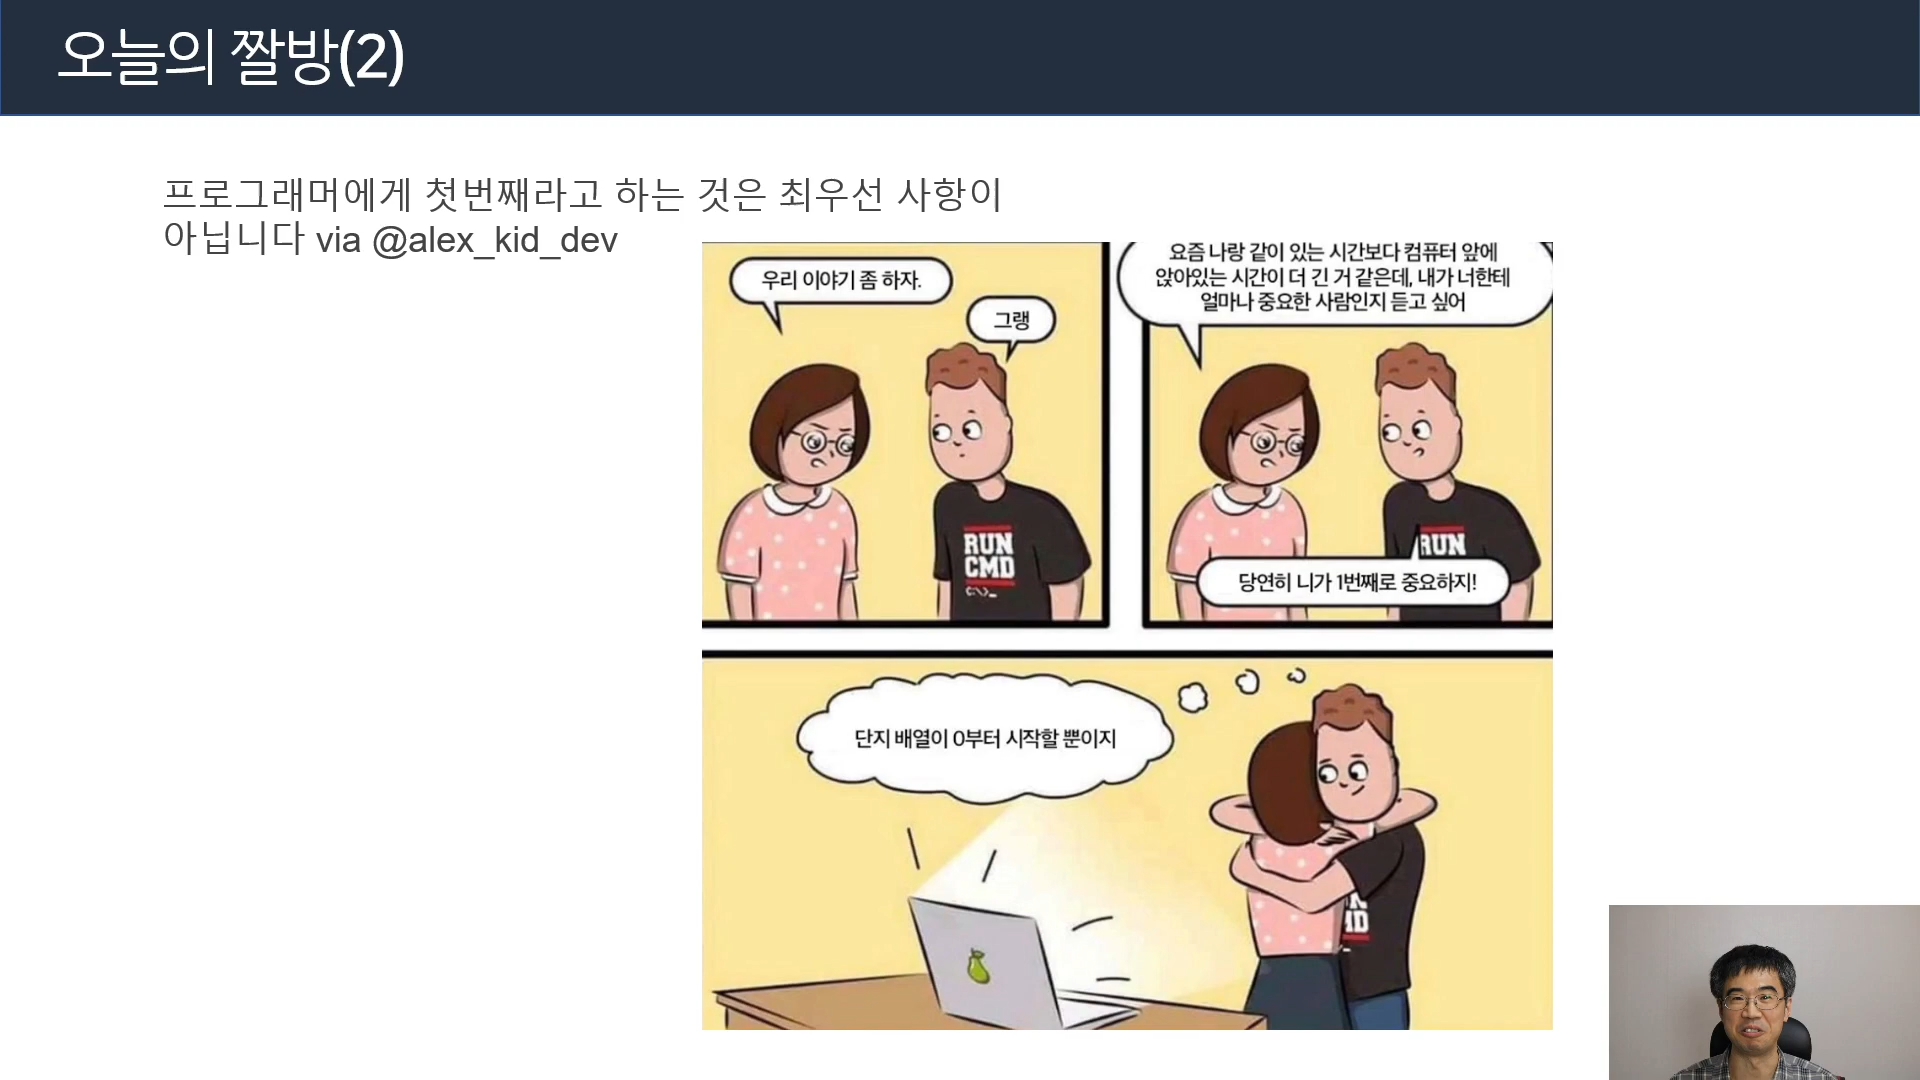 오늘의 짤방(2)
프로그래머에게 첫번째라고 하는 것은 최우선 사항이
아닙니다 via @alex_kid_dev
우리 이야기 좀 하자.
그랭
RUN
CMD
C:\>_
요즘 나랑 같이 있는 시간보다 컴퓨터 앞에
앉아있는 시간이 더 긴 거 같은데, 내가 너한테
얼마나 중요한 사람인지 듣고 싶어
RUN
당연히 니가 1번째로 중요하지!
단지 배열이 0부터 시작할 뿐이지
N
MD